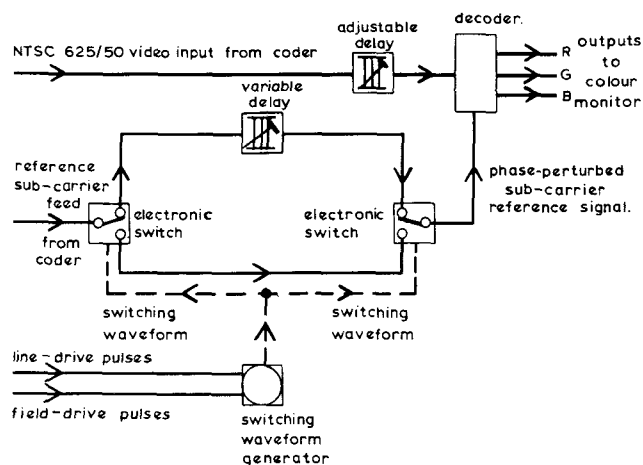 decoder.
adjustable
delay
NTSC 625/50 video input from coder
R outputs
G to
colour
B monitor
variable
delay
reference
sub-carrier
feed
from
coder
electronic
switch
electronic
switch
phase-perturbed
sub-carrier
reference signal.
switching
waveform
switching
waveform
line-drive pulses
field-drive pulses
switching
waveform
generator